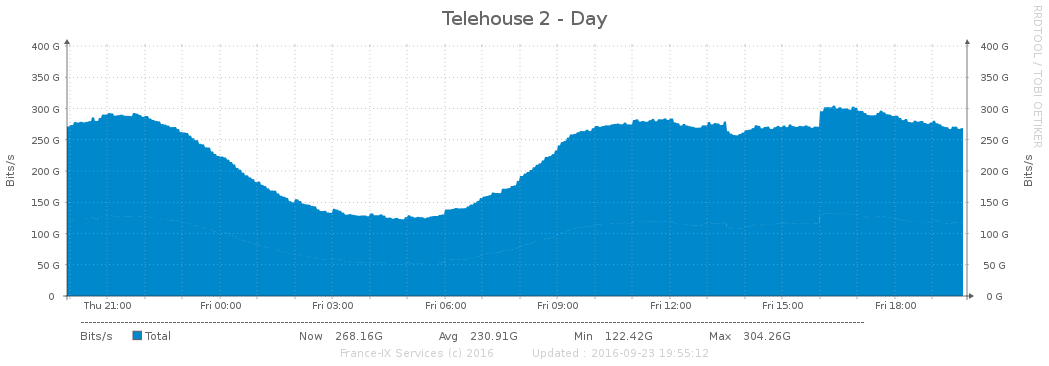 Telehouse 2 - Day
RRDTOOL / TOBI OETIKER
Bits/s
400 G 400 G
350 G 350 G
300 G 300 G
250 G 250 G
200 G 200 G
150 G 150 G
100 G 100 G
50 G 50 G
0 0 G
Bits/s
Thu 21:00 Fri 00:00 Fri 03:00 Fri 06:00 Fri 09:00 Fri 12:00 Fri 15:00 Fri 18:00
Bits/s Total Now 268.16G Avg 230.91G Min 122.42G Max 304.26G
France-IX Services (c) 2016 Updated : 2016-09-23 19:55:12